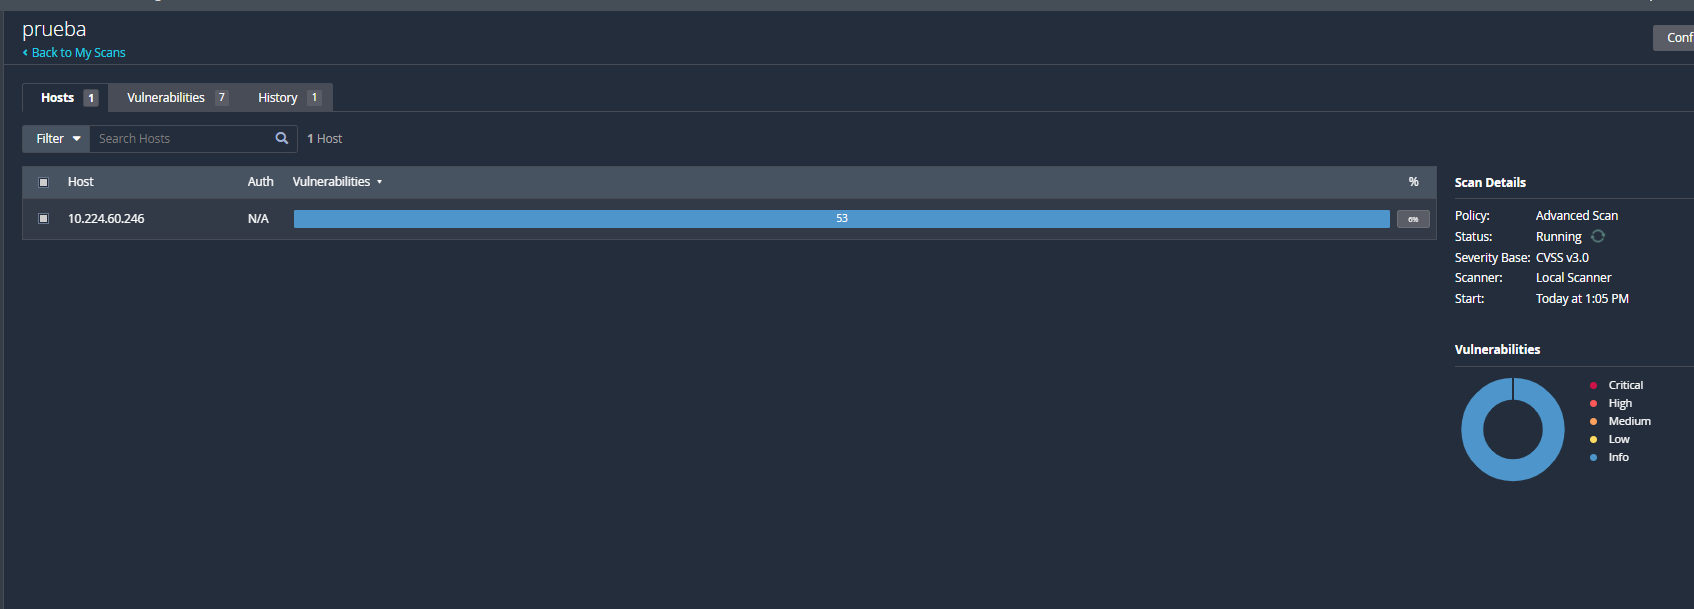 prueba
Back to My Scans
Conf
Hosts 1 Vulnerabilities 7 History 1
Filter Search Hosts 1 Host
Host Auth Vulnerabilities %
10.224.60.246 N/A 53 6%
Scan Details
Policy: Advanced Scan
Status: Running
Severity Base: CVSS v3.0
Scanner: Local Scanner
Start: Today at 1:05 PM
Vulnerabilities
Critical
High
Medium
Low
Info